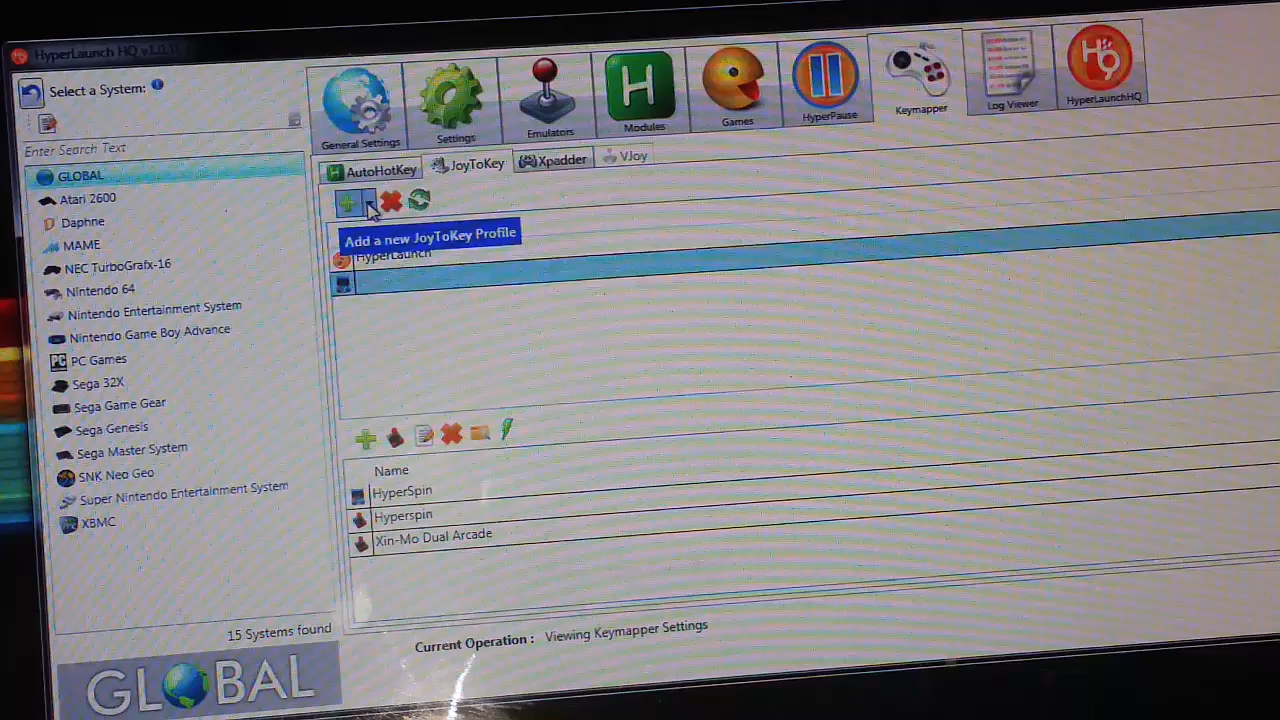 HyperLaunch HQ v1.0.
Select a System:
Enter Search Text
GLOBAL
Atari 2600
Daphne
MAME
NEC TurboGrafx-16
Nintendo 64
Nintendo Entertainment System
Nintendo Game Boy Advance
PC Games
Sega 32X
Sega Game Gear
Sega Genesis
Sega Master System
SNK Neo Geo
Super Nintendo Entertainment System
XBMC
15 Systems found
GLOBAL
General Settings
Settings
Emulators
Modules
Games
HyperPause
Keymapper
Log Viewer
HyperLaunchHQ
AutoHotKey
JoyToKey
Xpadder
VJoy
Add a new JoyToKey Profile
HyperLaunch
Name
HyperSpin
Hyperspin
Xin-Mo Dual Arcade
Current Operation : Viewing Keymapper Settings